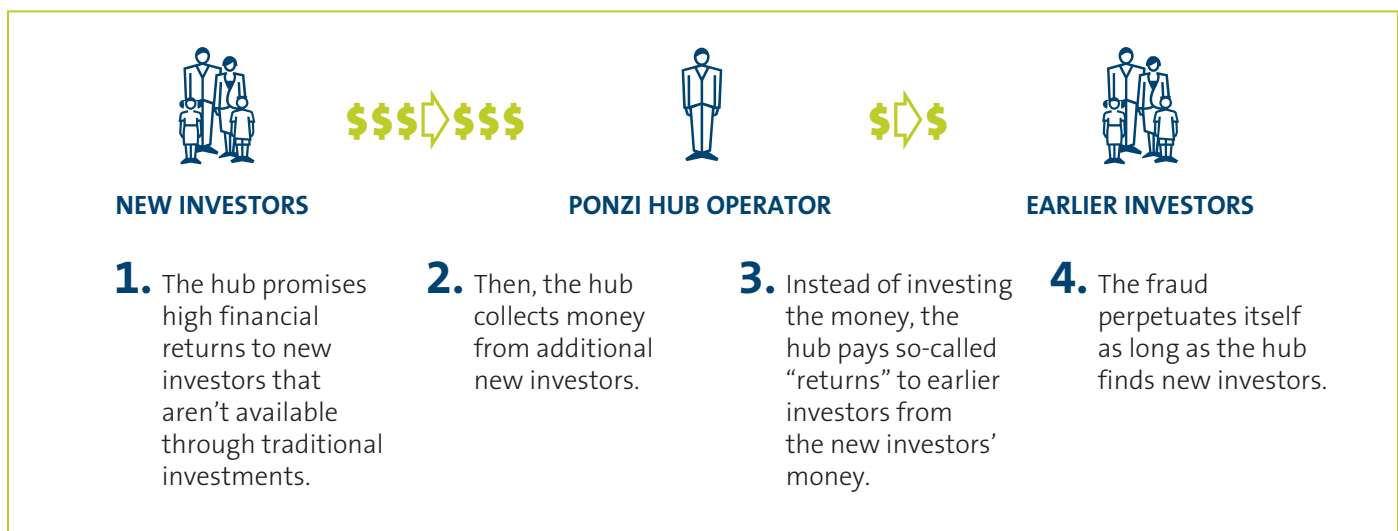 $$$ $$$
$ $
NEW INVESTORS
PONZI HUB OPERATOR
EARLIER INVESTORS
1. The hub promises
high financial
returns to new
investors that
aren’t available
through traditional
investments.
2. Then, the hub
collects money
from additional
new investors.
3. Instead of investing
the money, the
hub pays so-called
“returns” to earlier
investors from
the new investors’
money.
4. The fraud
perpetuates itself
as long as the hub
finds new investors.